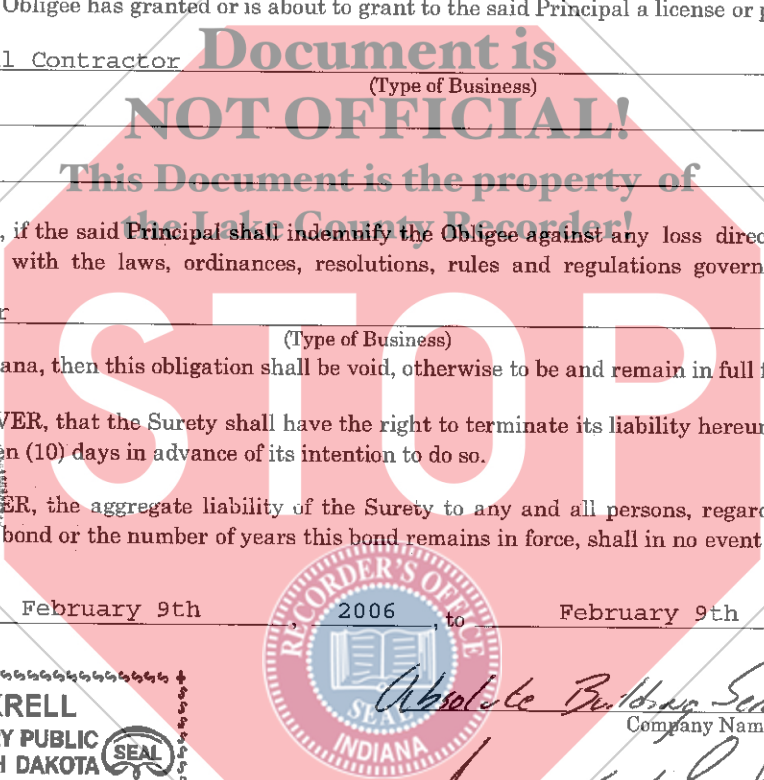 Obligee has granted or is about to grant to the said Principal a license or
l Contractor
Document is
(Type of Business)
NOT OFFICIAL!
This Document is the property of
the Lake County Recorder!
, if the said Principal shall indemnify the Obligee against any loss direc
with the laws, ordinances, resolutions, rules and regulations govern
STOP
r
(Type of Business)
ana, then this obligation shall be void, otherwise to be and remain in full f
VER, that the Surety shall have the right to terminate its liability hereun
n (10) days in advance of its intention to do so.
ER, the aggregate liability of the Surety to any and all persons, regard
bond or the number of years this bond remains in force, shall in no event
February 9th , 2006 , to February 9th
RECORDER'S OFFICE
SEAL
INDIANA
Absolute Building Ser
Company Nam
KRELL
Y PUBLIC
SEAL
H DAKOTA